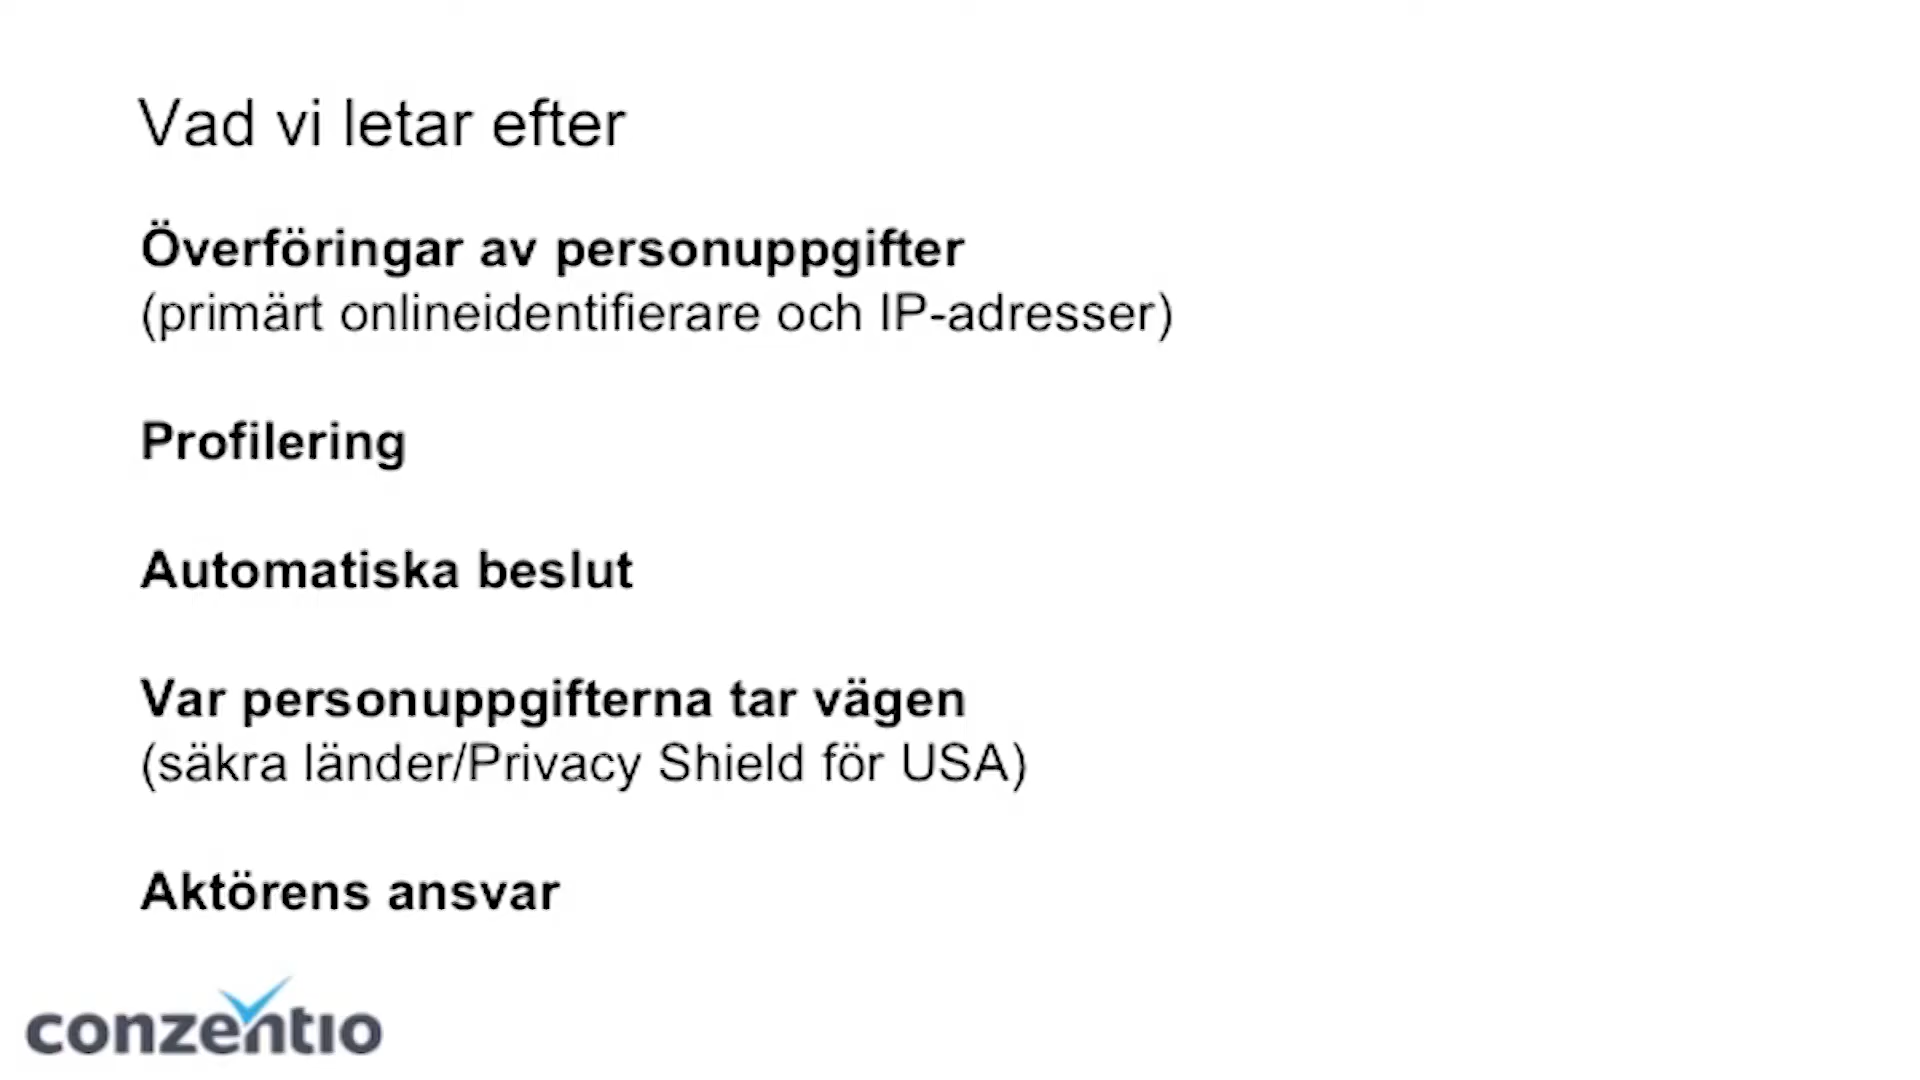 Vad vi letar efter
Överföringar av personuppgifter
(primärt onlineidentifierare och IP-adresser)
Profilering
Automatiska beslut
Var personuppgifterna tar vägen
(säkra länder/Privacy Shield för USA)
Aktörens ansvar
conzentio